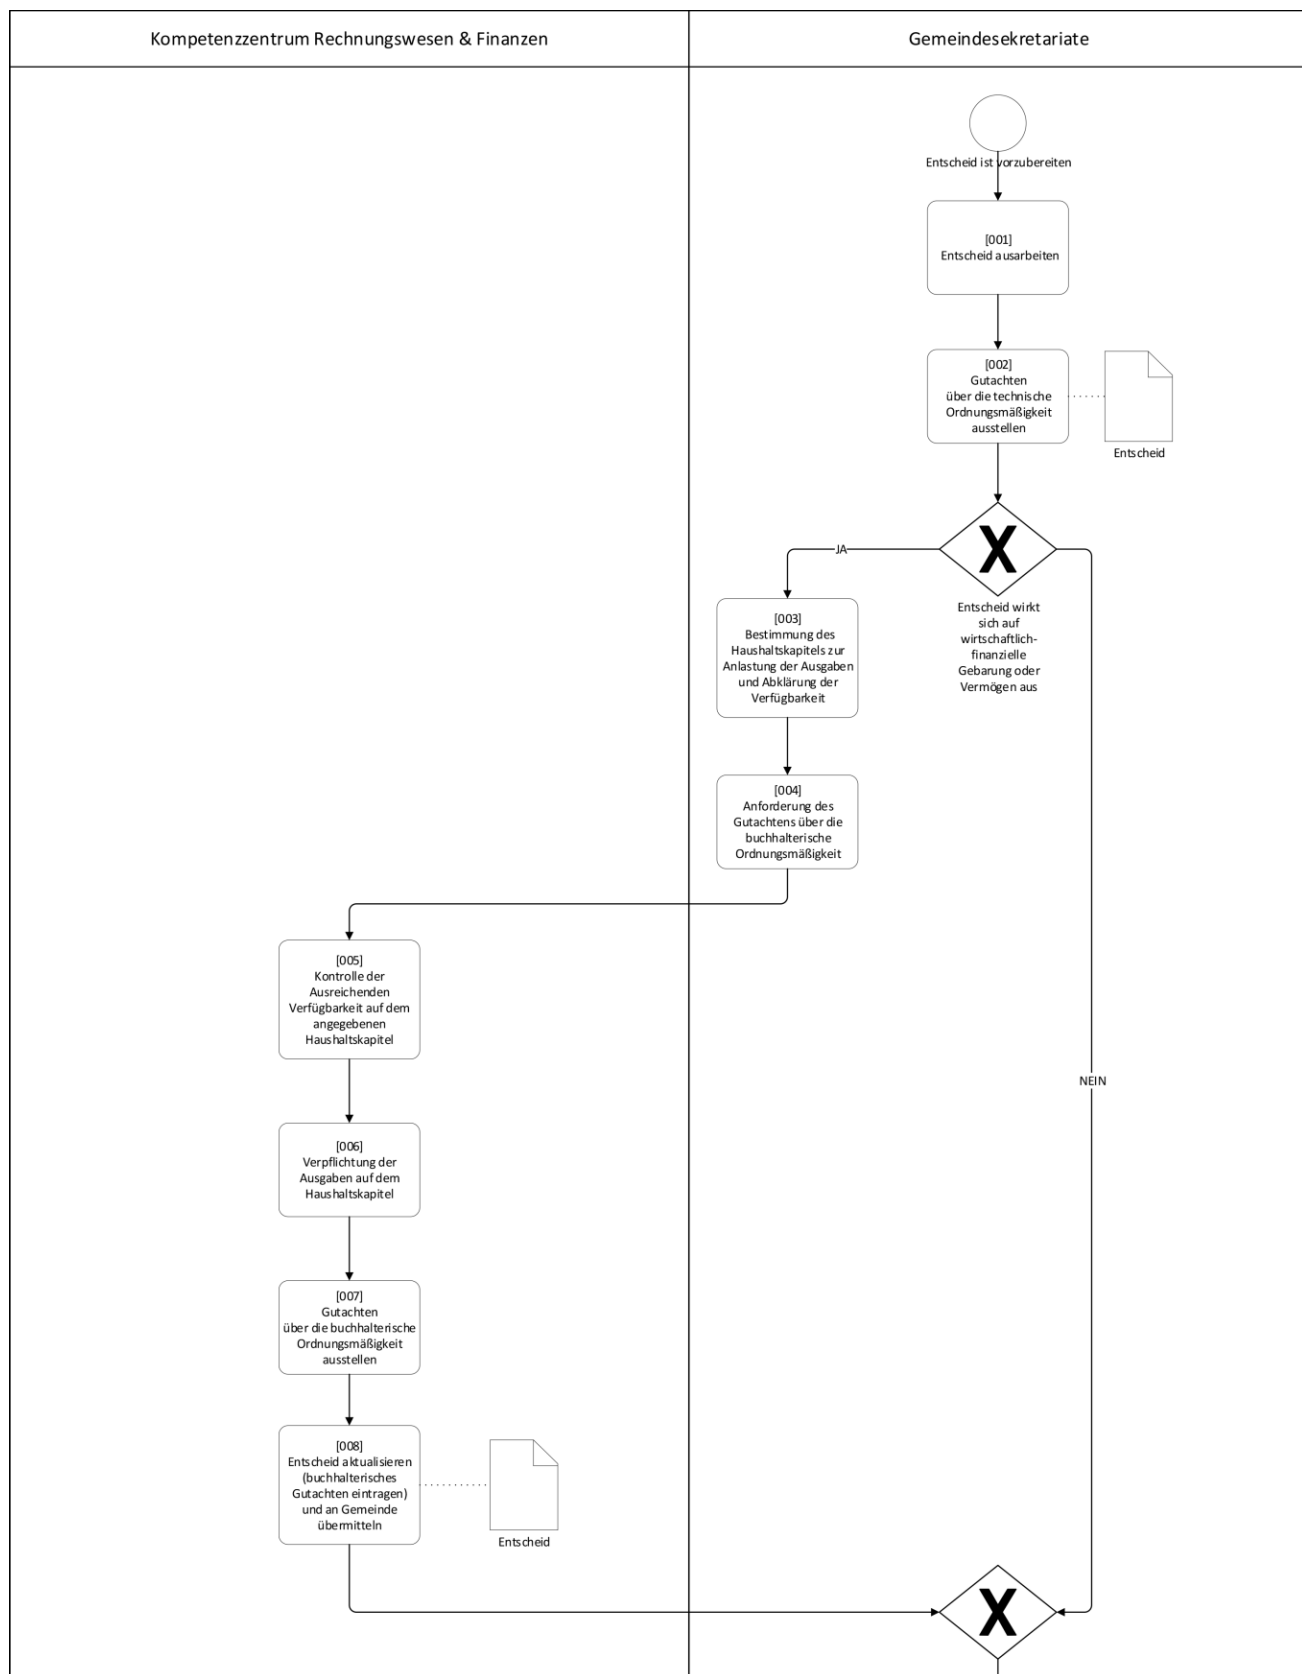 Kompetenzzentrum Rechnungswesen & Finanzen
Gemeindesekretariate
Entscheid ist vorzubereiten
[001]
Entscheid ausarbeiten
[002]
Gutachten
über die technische
Ordnungsmäßigkeit
ausstellen
Entscheid
X
JA
Entscheid wirkt
sich auf
wirtschaftlich-
finanzielle
Gebarung oder
Vermögen aus
[003]
Bestimmung des
Haushaltskapitels zur
Anlastung der Ausgaben
und Abklärung der
Verfügbarkeit
[004]
Anforderung des
Gutachtens über die
buchhalterische
Ordnungsmäßigkeit
[005]
Kontrolle der
Ausreichenden
Verfügbarkeit auf dem
angegebenen
Haushaltskapitel
NEIN
[006]
Verpflichtung der
Ausgaben auf dem
Haushaltskapitel
[007]
Gutachten
über die buchhalterische
Ordnungsmäßigkeit
ausstellen
[008]
Entscheid aktualisieren
(buchhalterisches
Gutachten eintragen)
und an Gemeinde
übermitteln
Entscheid
X